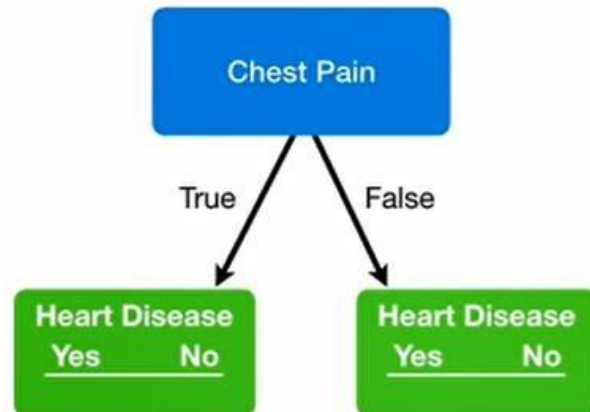 Chest Pain
True
False
Heart Disease
Yes No
Heart Disease
Yes No